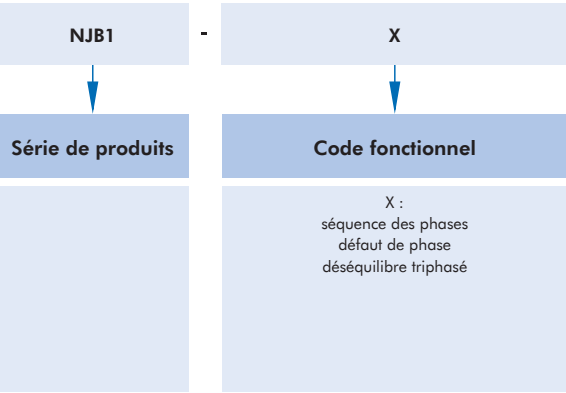 NJB1 - X
Série de produits
Code fonctionnel
X :
séquence des phases
défaut de phase
déséquilibre triphasé